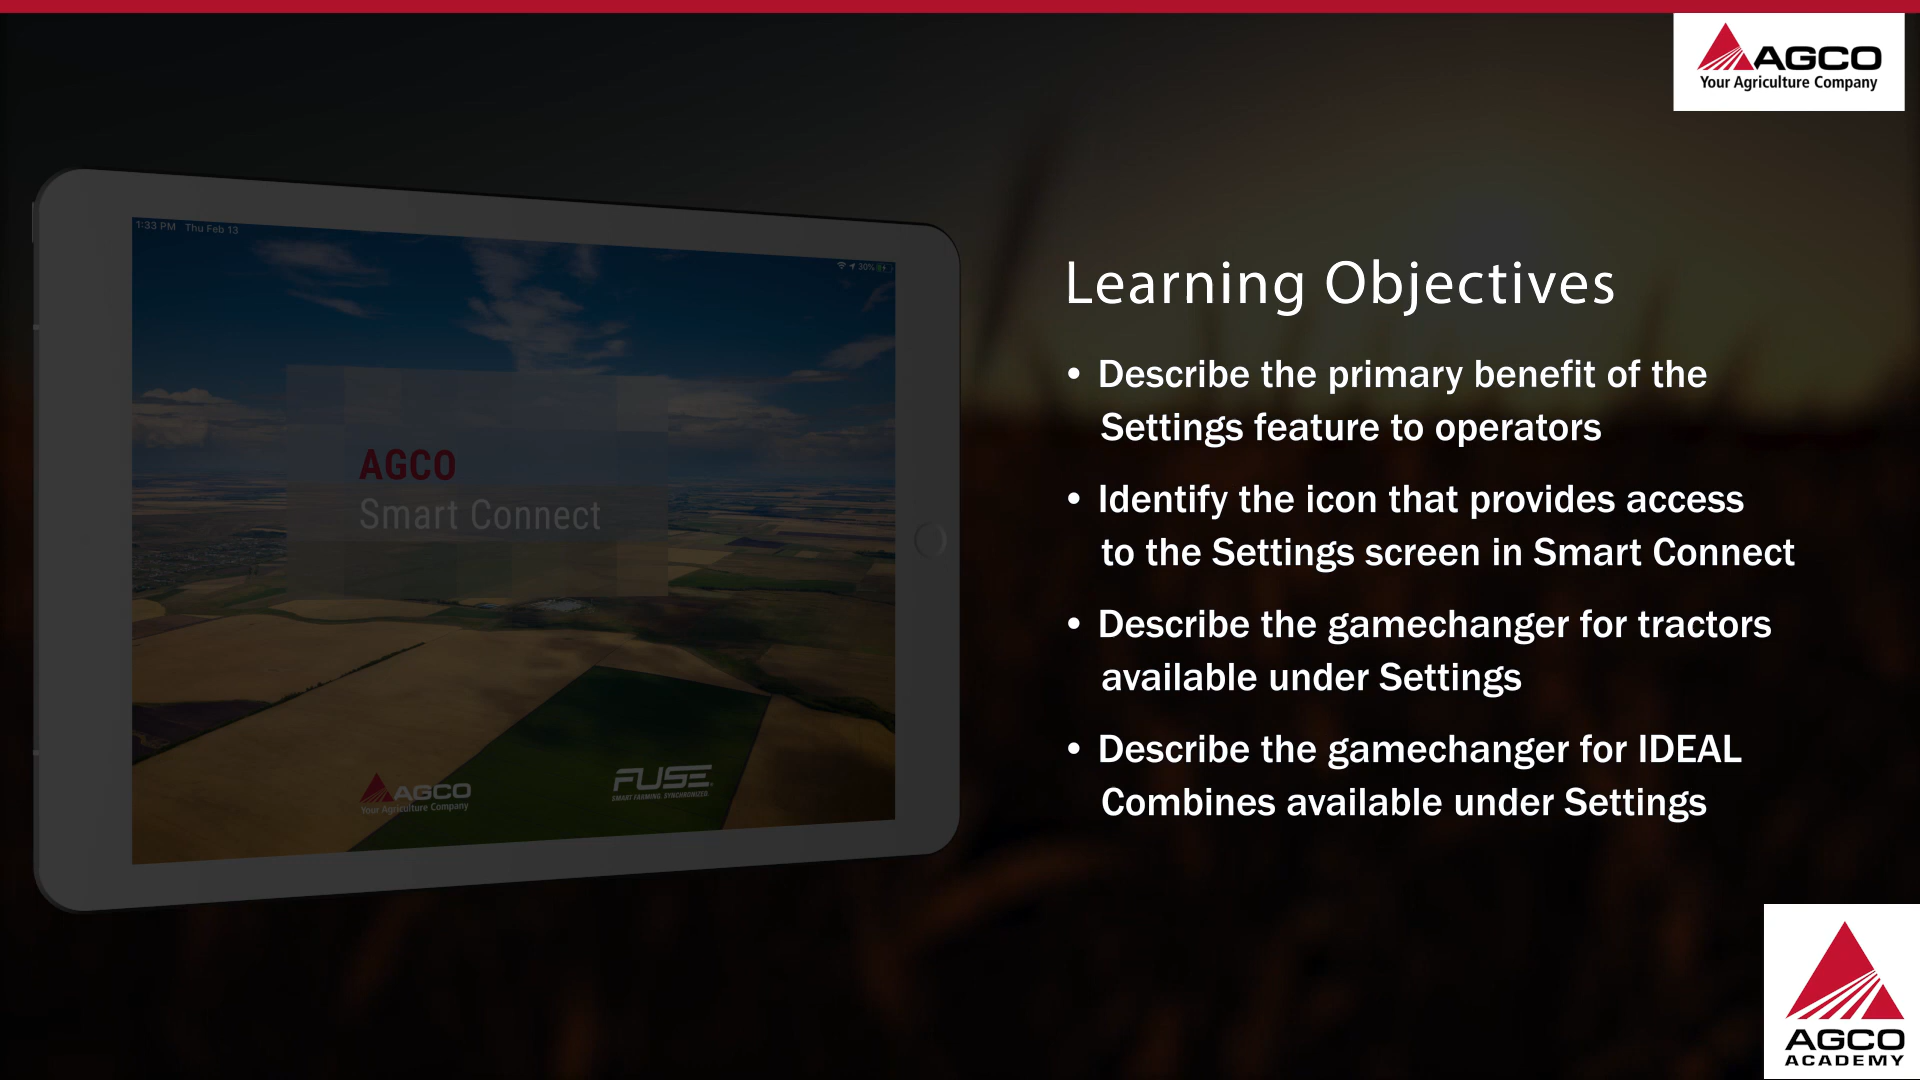 AGCO
Your Agriculture Company
1:33 PM Thu Feb 13
30%
AGCO
Smart Connect
AGCO
Your Agriculture Company
FUSE
SMART FARMING. SYNCHRONIZED.
Learning Objectives
• Describe the primary benefit of the
Settings feature to operators
• Identify the icon that provides access
to the Settings screen in Smart Connect
• Describe the gamechanger for tractors
available under Settings
• Describe the gamechanger for IDEAL
Combines available under Settings
AGCO
ACADEMY